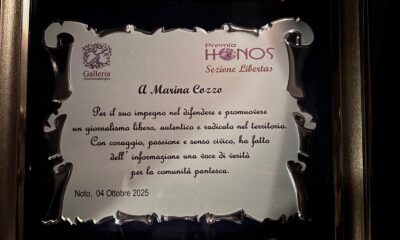 Galleria
Premio
HONOS
Sezione Libertas
A Marina Cozzo
Per il suo impegno nel difendere e promuovere
un giornalismo libero, autentico e radicato nel territorio.
Con coraggio, passione e senso civico, ha fatto
dell'informazione una voce di verità
per la comunità pantesca.
Noto, 04 Ottobre 2025